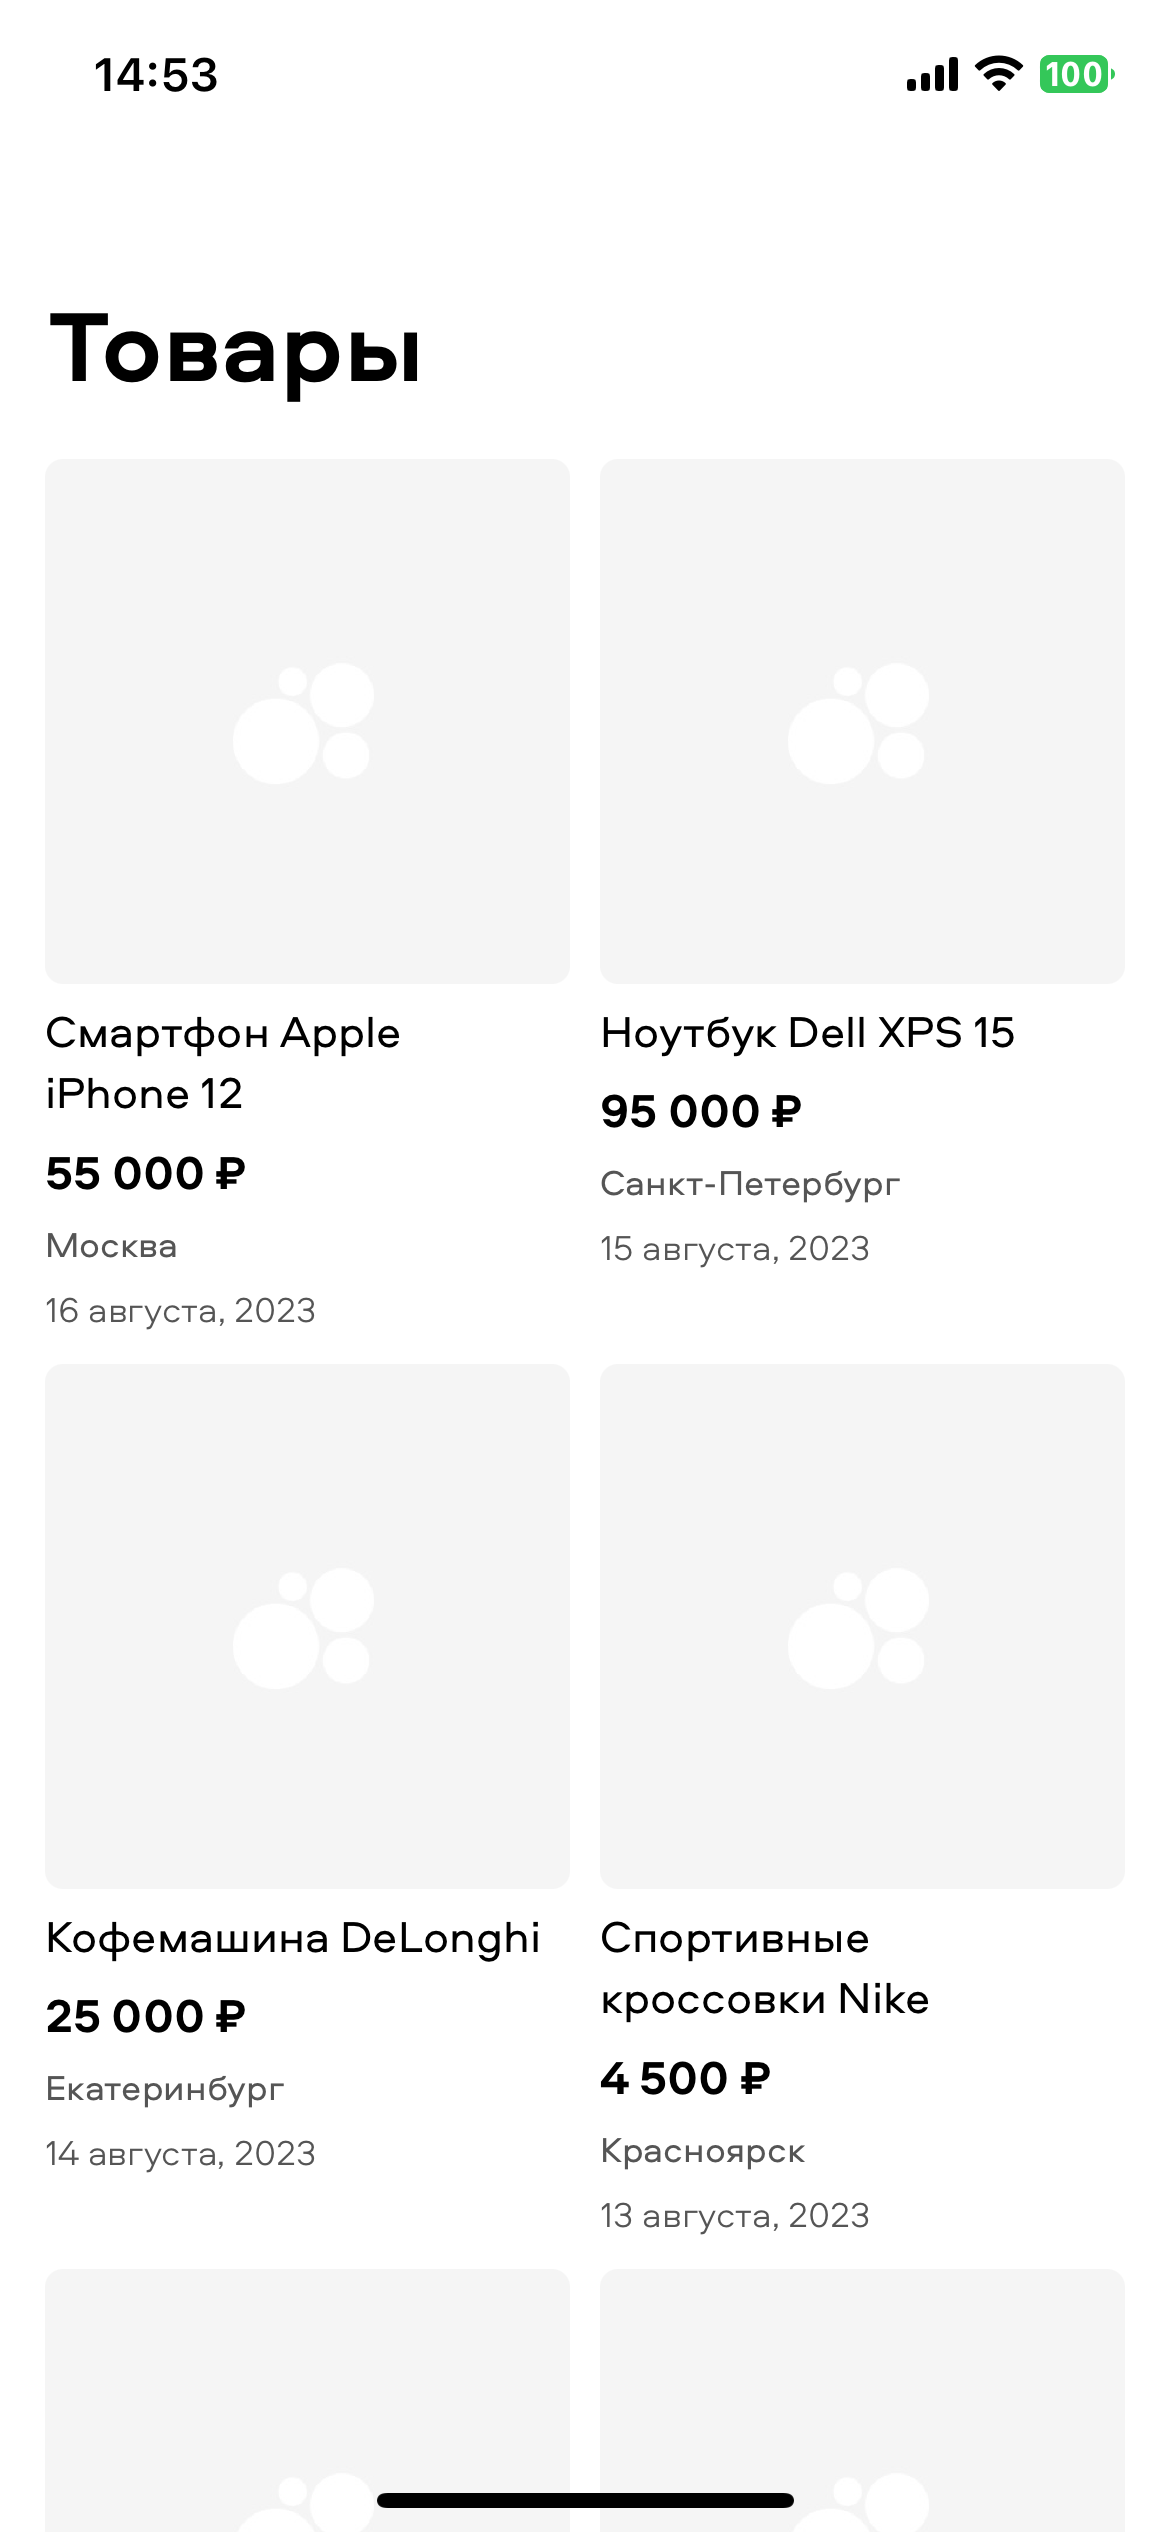 14:53
100
Товары
Смартфон Apple
iPhone 12
55 000 ₽
Москва
16 августа, 2023
Ноутбук Dell XPS 15
95 000 ₽
Санкт-Петербург
15 августа, 2023
Кофемашина DeLonghi
25 000 ₽
Екатеринбург
14 августа, 2023
Спортивные
кроссовки Nike
4 500 ₽
Красноярск
13 августа, 2023